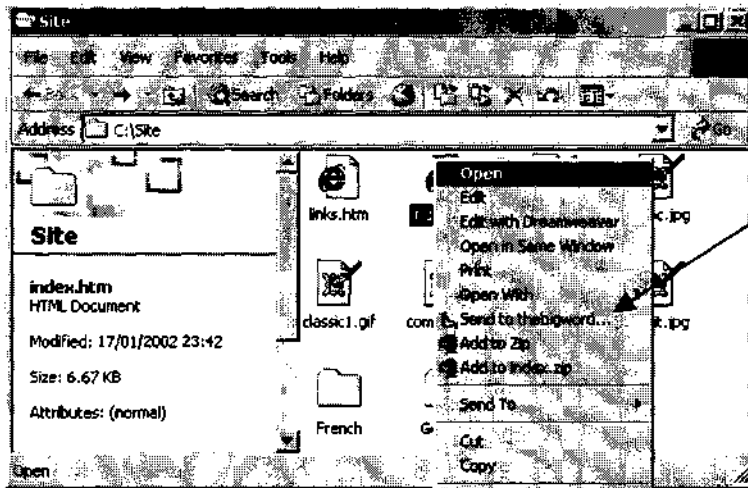 Site
File Edit View Favorites Tools Help
Search Folders
Address C:\Site Go
Site
index.htm
HTML Document
Modified: 17/01/2002 23:42
Size: 6.67 KB
Attributes: (normal)
links.htm
classic1.gif
com
French
G
c.jpg
t.jpg
Open
Edit
Edit with Dreamweaver
Open in Same Window
Print
Open With
Send to thebigword...
Add to Zip
Add to index.zip
Send To
Cut
Copy
Open